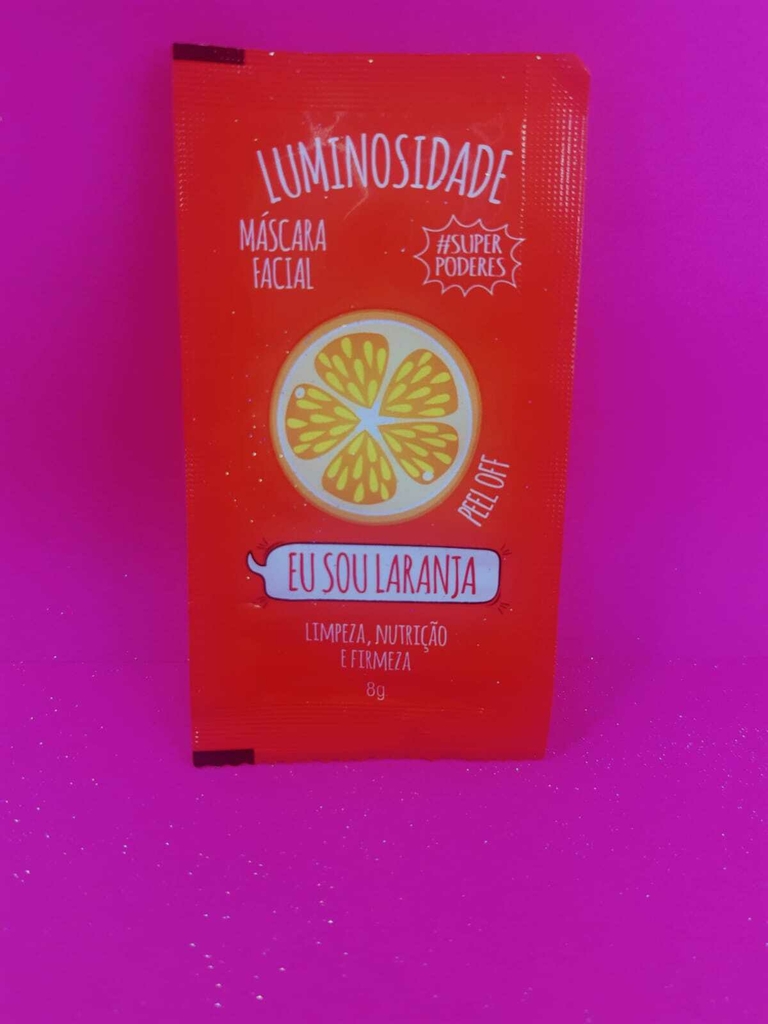 LUMINOSIDADE
MÁSCARA
FACIAL
#SUPER
PODERES
PEEL OFF
EU SOU LARANJA
LIMPEZA, NUTRIÇÃO
E FIRMEZA
8g